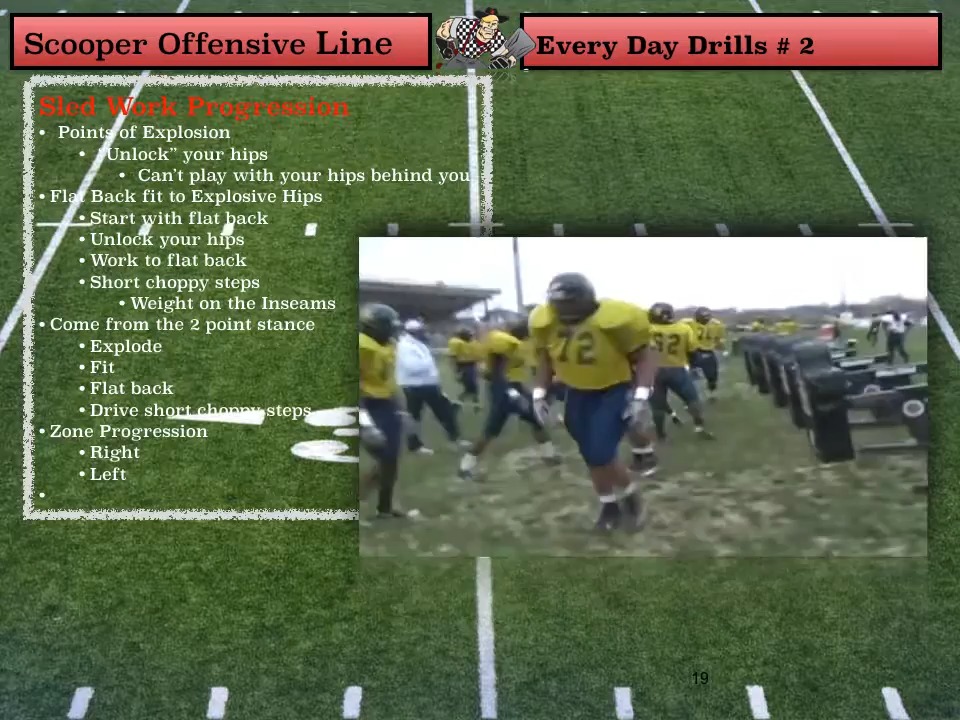 Scooper Offensive Line
Every Day Drills # 2
Sled Work Progression
• Points of Explosion
• “Unlock” your hips
• Can’t play with your hips behind you
• Flat Back fit to Explosive Hips
• Start with flat back
• Unlock your hips
• Work to flat back
• Short choppy steps
• Weight on the Inseams
• Come from the 2 point stance
• Explode
• Fit
• Flat back
• Drive short choppy steps
• Zone Progression
• Right
• Left
•
72
52
19